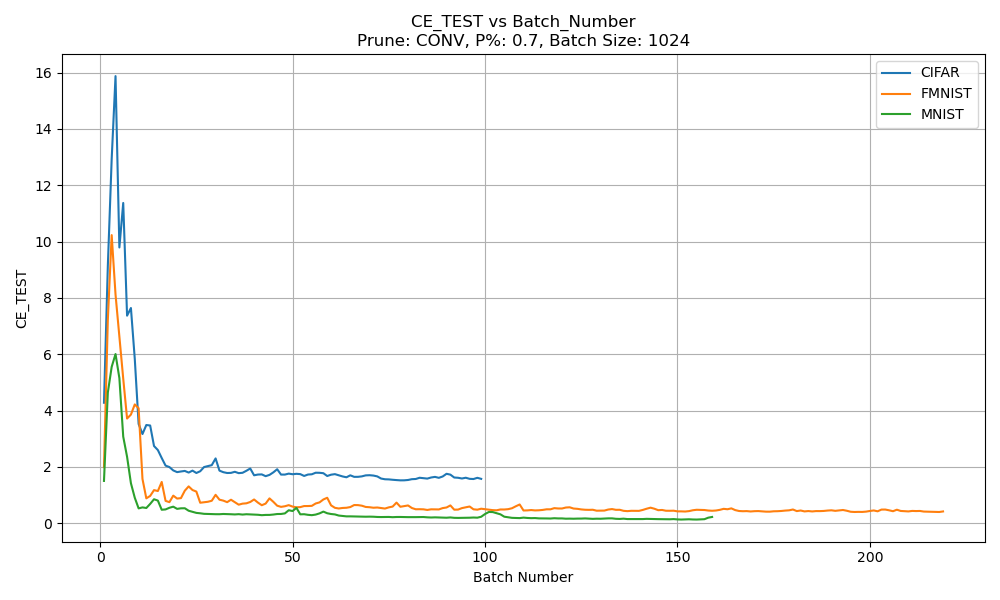 CE_TEST vs Batch_Number
Prune: CONV, P%: 0.7, Batch Size: 1024
CIFAR
FMNIST
MNIST
16
14
12
10
8
6
4
2
0
CE_TEST
0 50 100 150 200
Batch Number